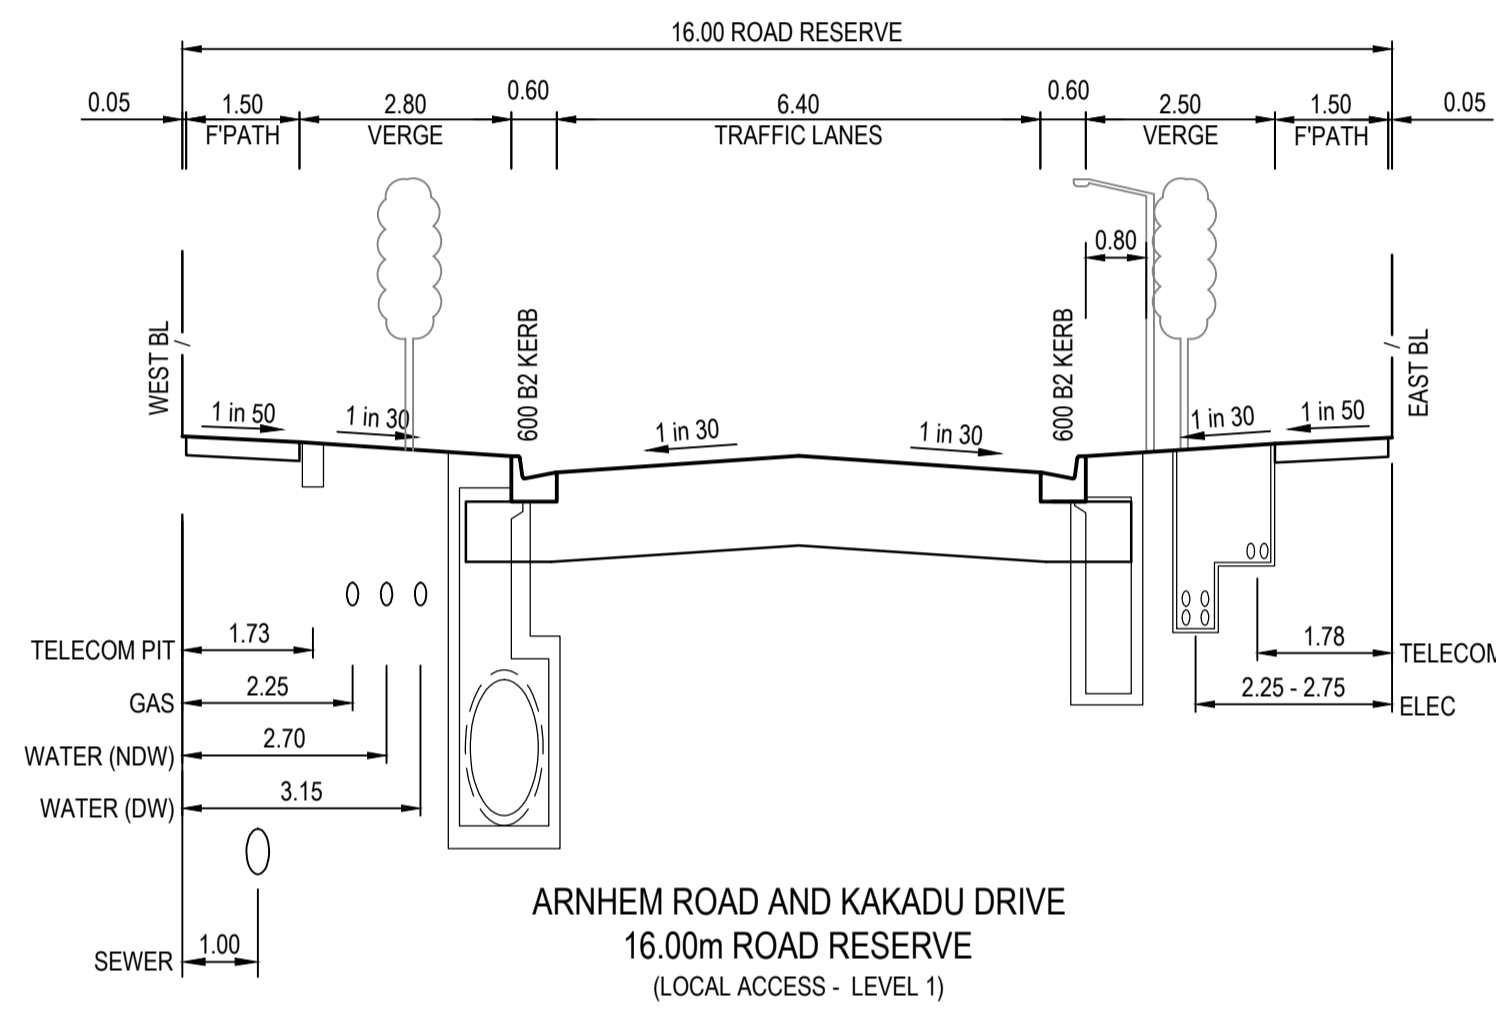 16.00 ROAD RESERVE
0.05 1.50 2.80 0.60 6.40 0.60 2.50 1.50 0.05
F'PATH VERGE TRAFFIC LANES VERGE F'PATH
0.80
WEST BL
600 B2 KERB
600 B2 KERB
EAST BL
1 in 50 1 in 30 1 in 30 1 in 30 1 in 30 1 in 50
TELECOM PIT 1.73
1.78 TELECOM
GAS 2.25
2.25 - 2.75 ELEC
WATER (NDW) 2.70
WATER (DW) 3.15
SEWER 1.00
ARNHEM ROAD AND KAKADU DRIVE
16.00m ROAD RESERVE
(LOCAL ACCESS - LEVEL 1)